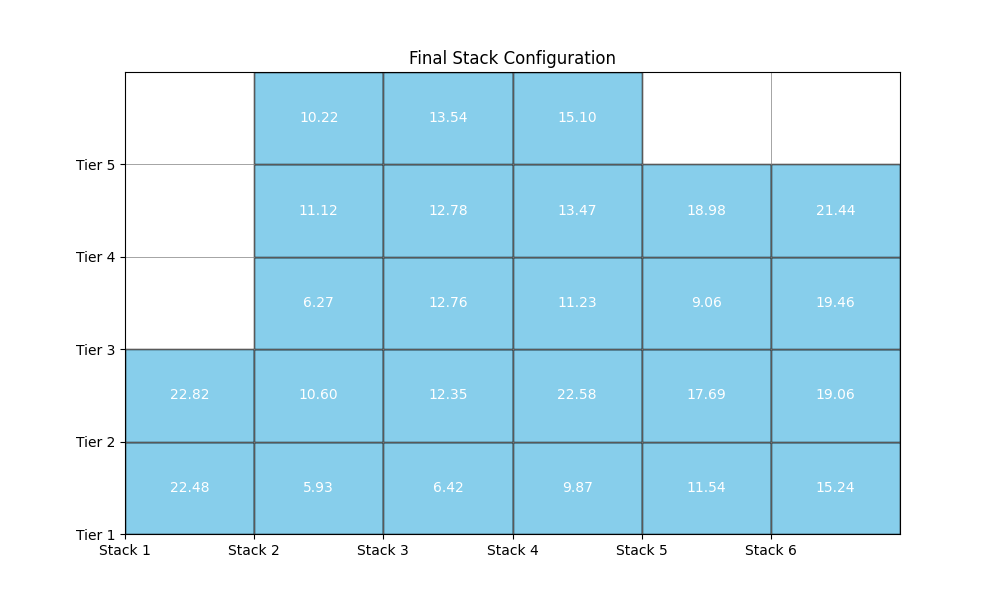 Final Stack Configuration
10.22 13.54 15.10
Tier 5
11.12 12.78 13.47 18.98 21.44
Tier 4
6.27 12.76 11.23 9.06 19.46
Tier 3
22.82 10.60 12.35 22.58 17.69 19.06
Tier 2
22.48 5.93 6.42 9.87 11.54 15.24
Tier 1
Stack 1 Stack 2 Stack 3 Stack 4 Stack 5 Stack 6